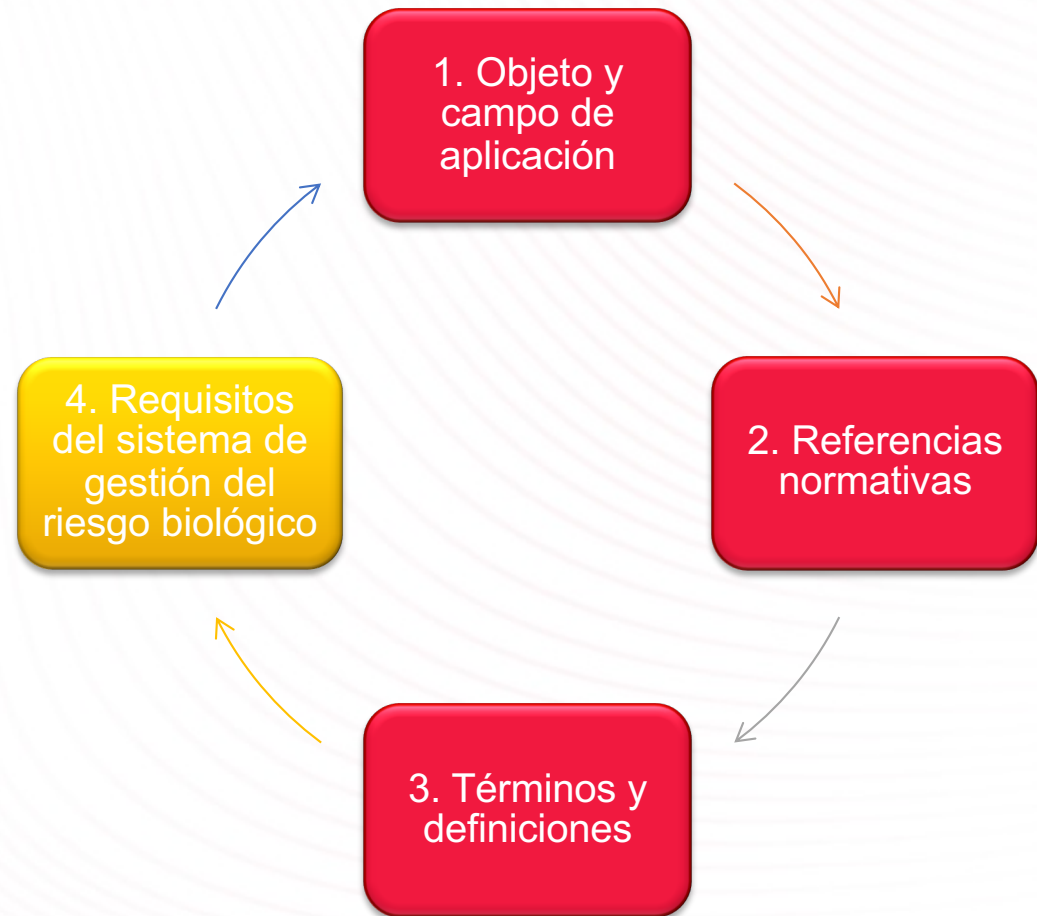 1. Objeto y
campo de
aplicación
2. Referencias
normativas
3. Términos y
definiciones
4. Requisitos
del sistema de
gestión del
riesgo biológico